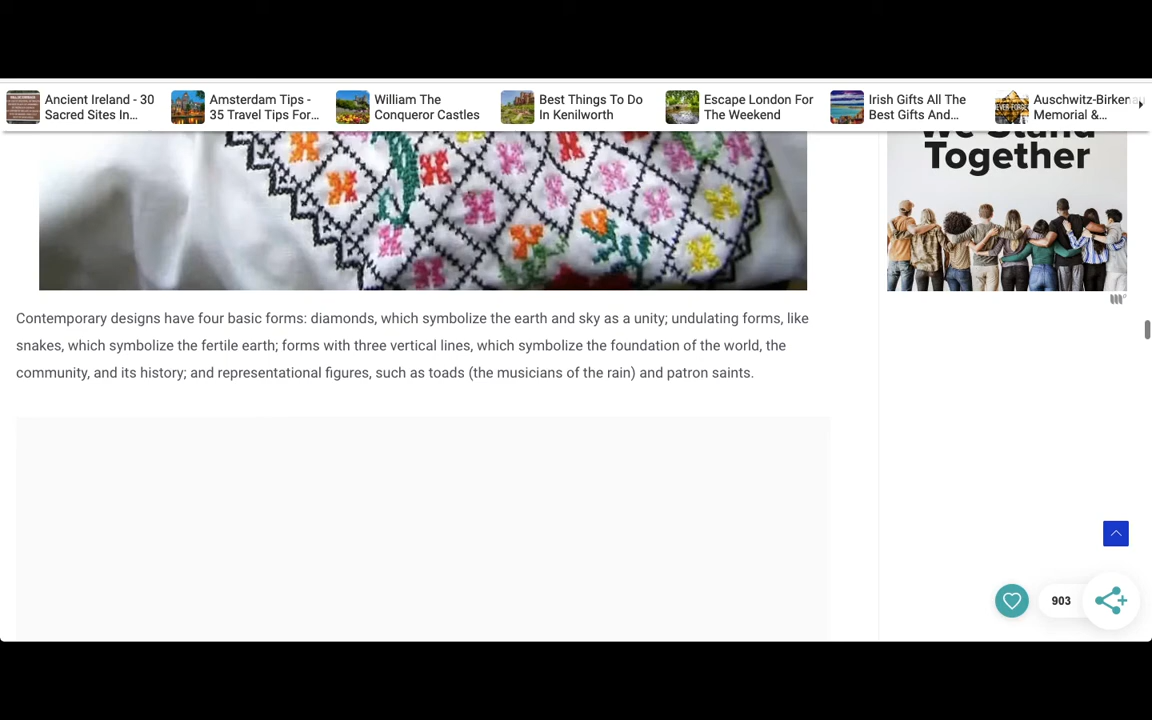 Ancient Ireland - 30
Sacred Sites In...
Amsterdam Tips -
35 Travel Tips For...
William The
Conqueror Castles
Best Things To Do
In Kenilworth
Escape London For
The Weekend
Irish Gifts All The
Best Gifts And...
Auschwitz-Birkenau
Memorial &...
We Stand
Together
Contemporary designs have four basic forms: diamonds, which symbolize the earth and sky as a unity; undulating forms, like
snakes, which symbolize the fertile earth; forms with three vertical lines, which symbolize the foundation of the world, the
community, and its history; and representational figures, such as toads (the musicians of the rain) and patron saints.
903